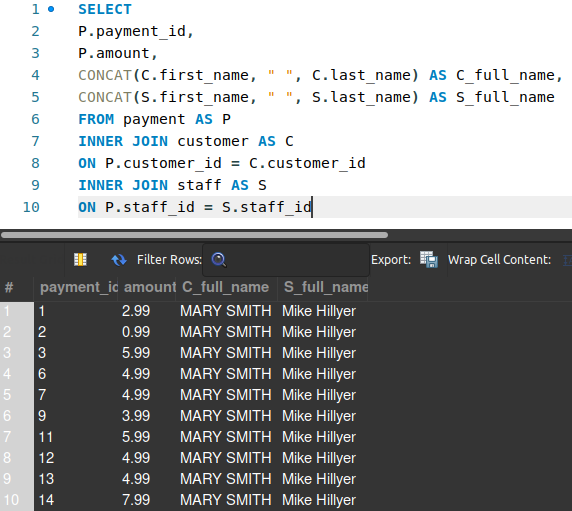 1 SELECT
2 P.payment_id,
3 P.amount,
4 CONCAT(C.first_name, " ", C.last_name) AS C_full_name,
5 CONCAT(S.first_name, " ", S.last_name) AS S_full_name
6 FROM payment AS P
7 INNER JOIN customer AS C
8 ON P.customer_id = C.customer_id
9 INNER JOIN staff AS S
10 ON P.staff_id = S.staff_id
Filter Rows: Export: Wrap Cell Content:
# payment_id amount C_full_name S_full_name
1 1 2.99 MARY SMITH Mike Hillyer
2 2 0.99 MARY SMITH Mike Hillyer
3 3 5.99 MARY SMITH Mike Hillyer
4 6 4.99 MARY SMITH Mike Hillyer
5 7 4.99 MARY SMITH Mike Hillyer
6 9 3.99 MARY SMITH Mike Hillyer
7 11 5.99 MARY SMITH Mike Hillyer
8 12 4.99 MARY SMITH Mike Hillyer
9 13 4.99 MARY SMITH Mike Hillyer
10 14 7.99 MARY SMITH Mike Hillyer